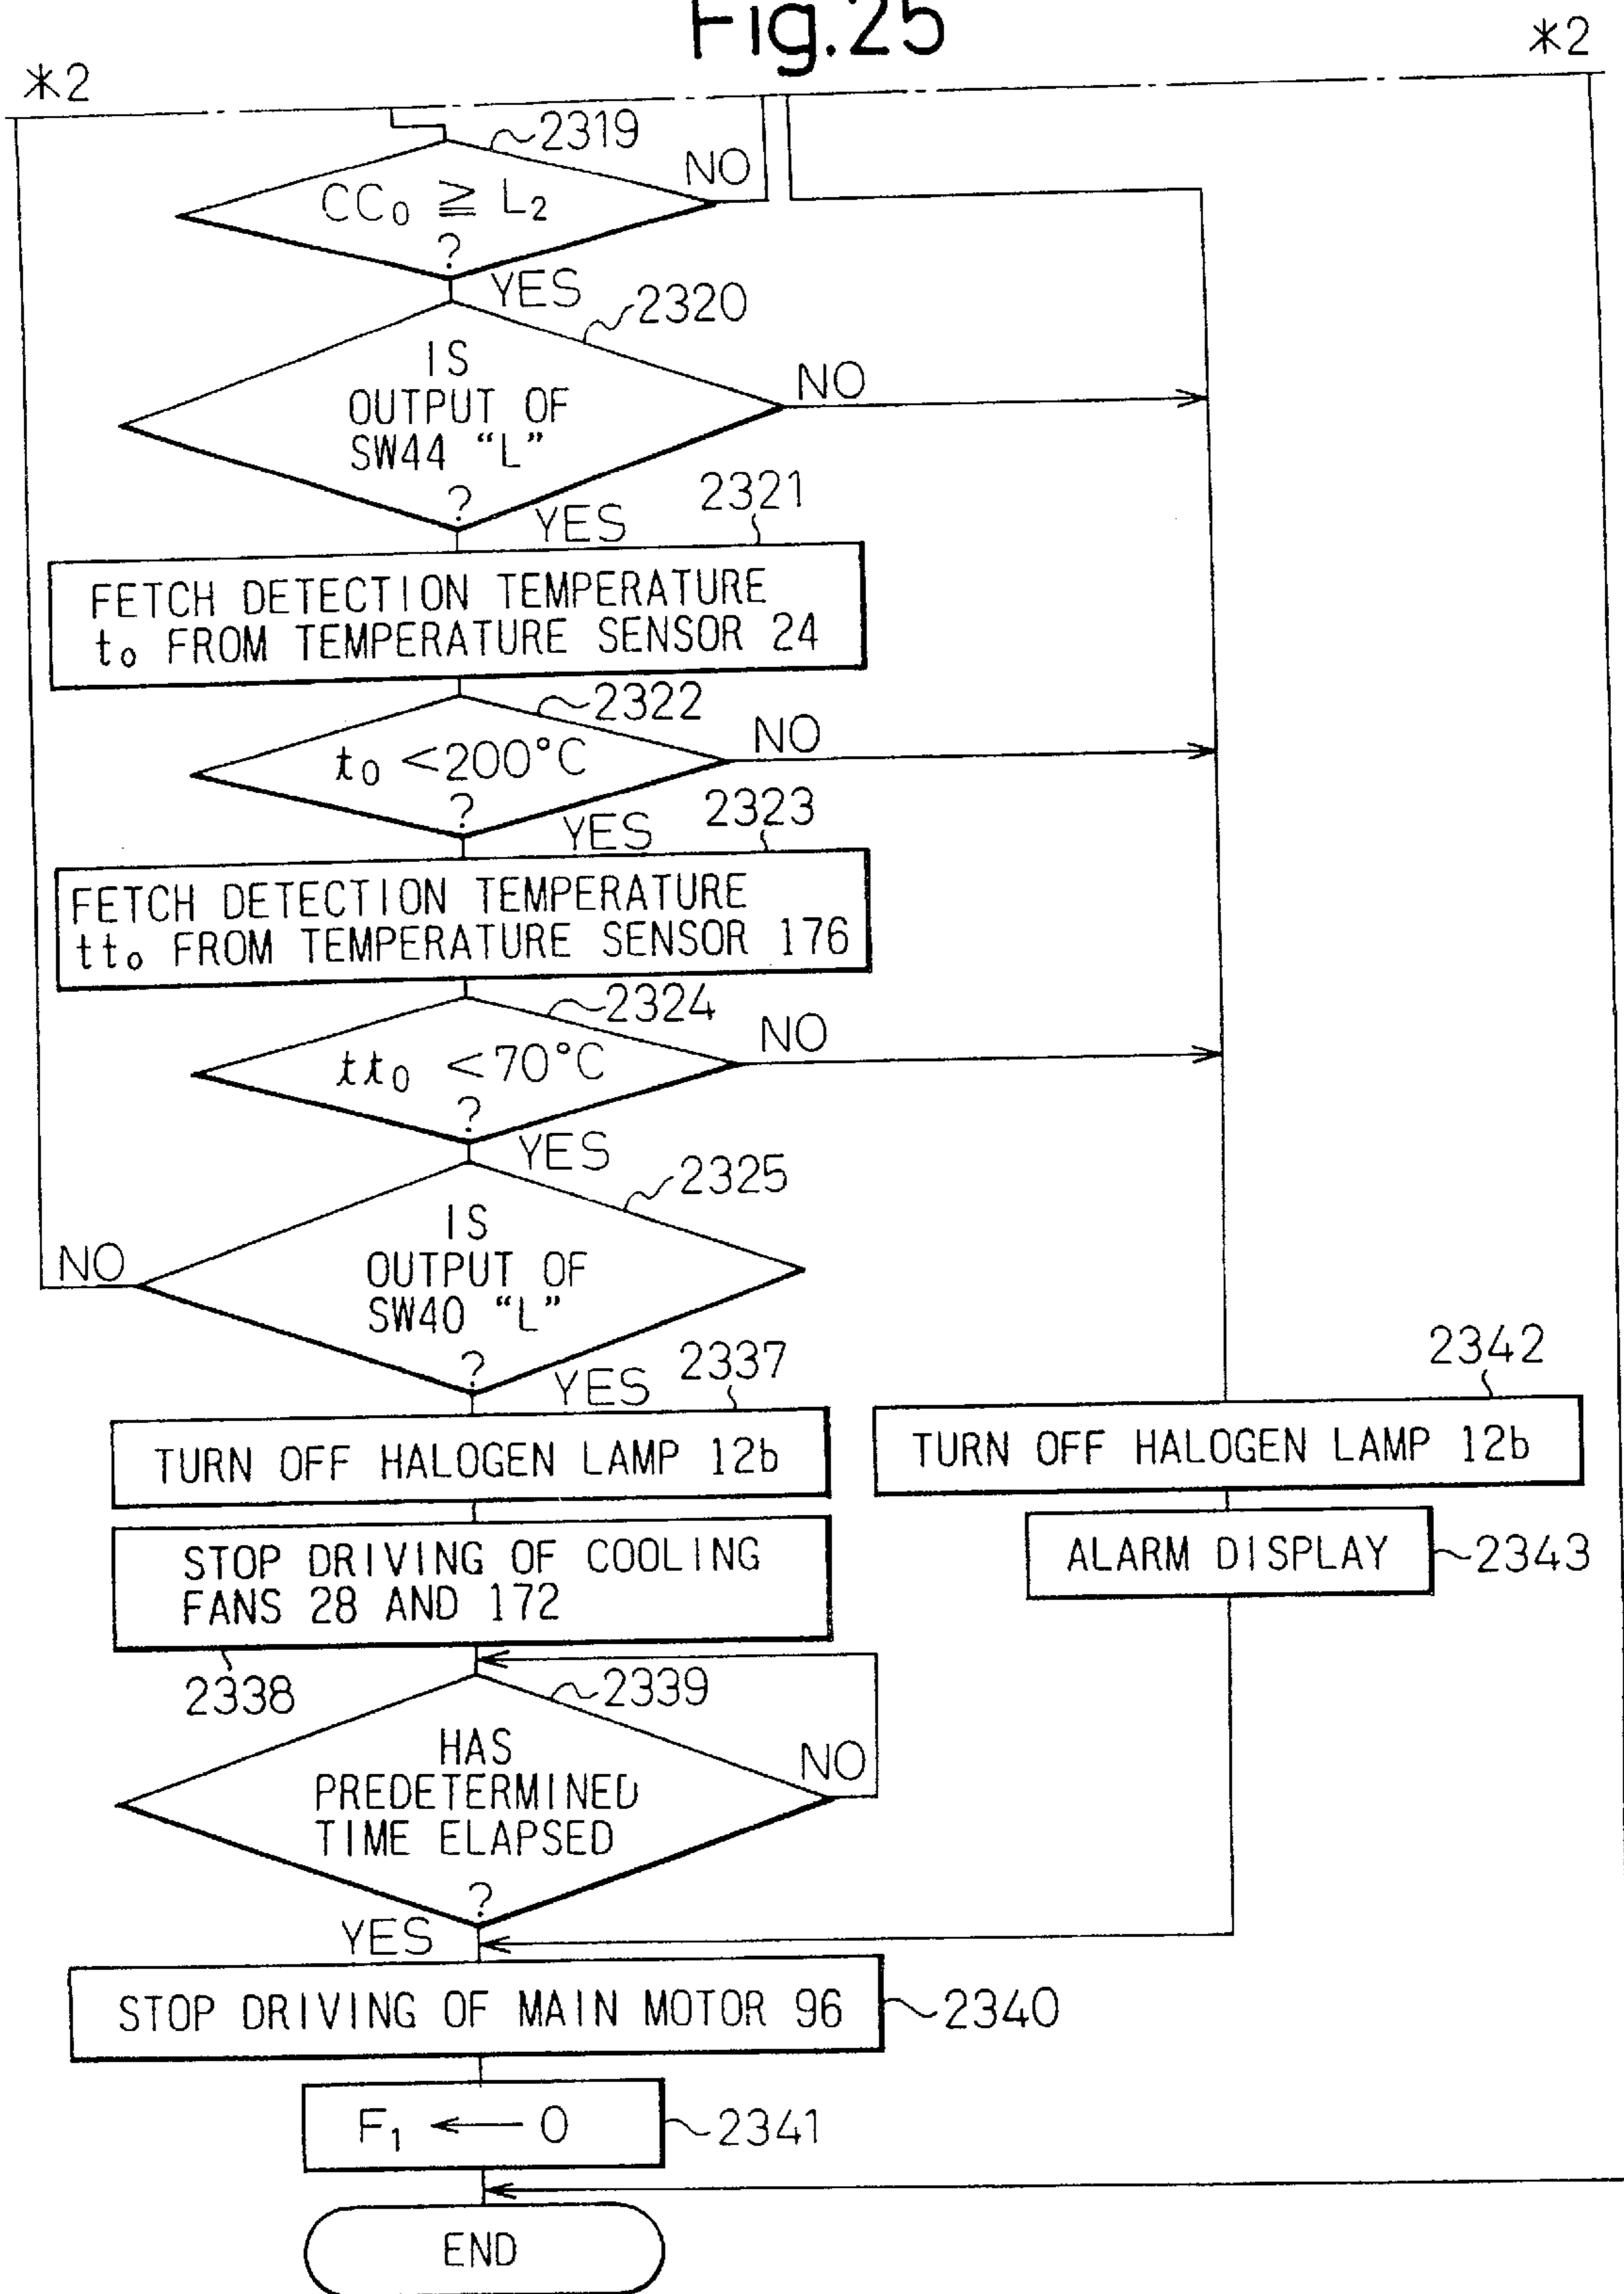 Fig.25
*2
*2
2319
NO
CC₀ ≧ L₂
?
YES
2320
IS
OUTPUT OF
SW44 “L”
?
NO
YES
2321
FETCH DETECTION TEMPERATURE
t₀ FROM TEMPERATURE SENSOR 24
2322
t₀ <200°C
?
NO
YES
2323
FETCH DETECTION TEMPERATURE
tt₀ FROM TEMPERATURE SENSOR 176
2324
tt₀ <70°C
?
NO
YES
2325
IS
OUTPUT OF
SW40 “L”
?
NO
YES
2337
TURN OFF HALOGEN LAMP 12b
2342
TURN OFF HALOGEN LAMP 12b
STOP DRIVING OF COOLING
FANS 28 AND 172
2338
ALARM DISPLAY
2343
2339
HAS
PREDETERMINED
TIME ELAPSED
?
NO
YES
STOP DRIVING OF MAIN MOTOR 96
2340
F₁ ← 0
2341
END